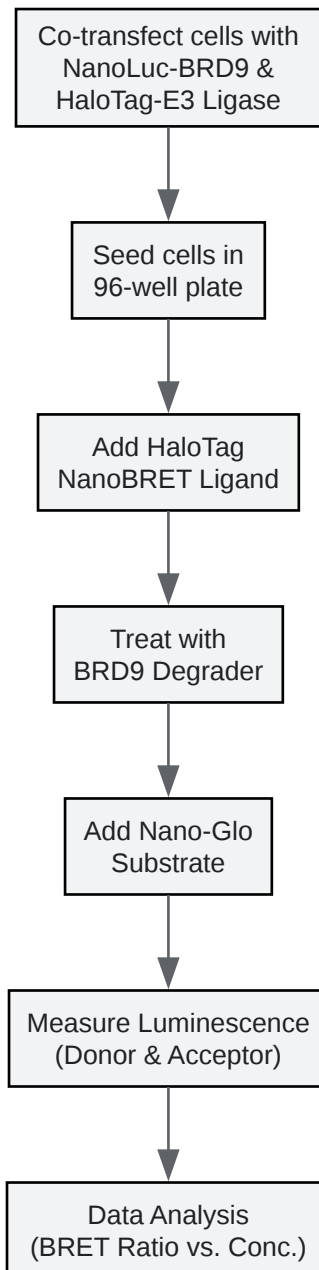 Co-transfect cells with
NanoLuc-BRD9 &
HaloTag-E3 Ligase
Seed cells in
96-well plate
Add HaloTag
NanoBRET Ligand
Treat with
BRD9 Degrader
Add Nano-Glo
Substrate
Measure Luminescence
(Donor & Acceptor)
Data Analysis
(BRET Ratio vs. Conc.)